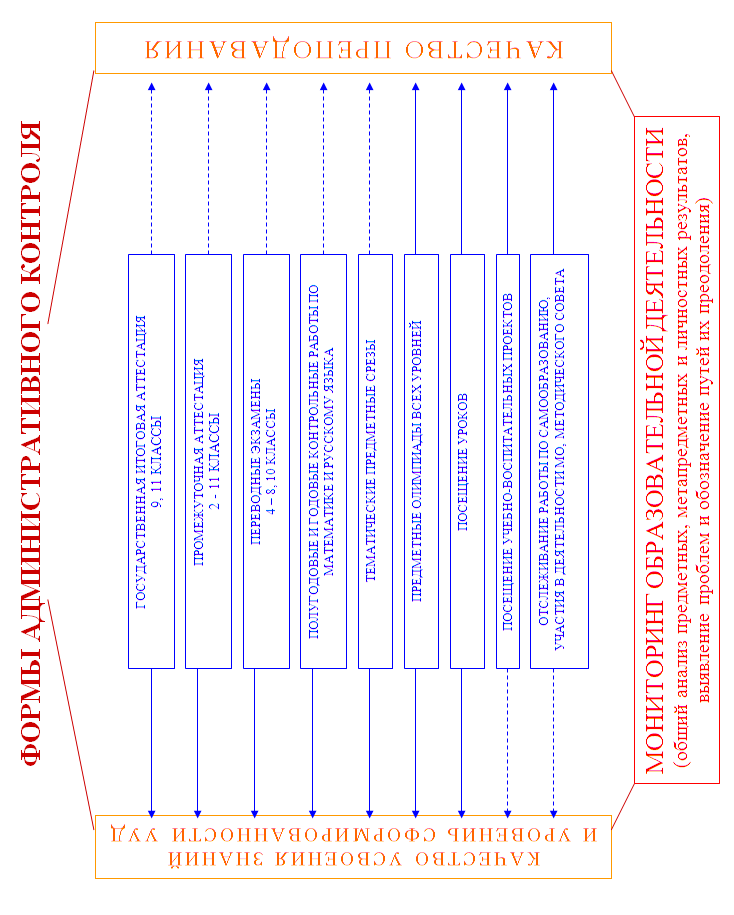 ФОРМЫ АДМИНИСТРАТИВНОГО КОНТРОЛЯ
КАЧЕСТВО УСВОЕНИЯ ЗНАНИЙ
И УРОВЕНЬ СФОРМИРОВАННОСТИ УУД
КАЧЕСТВО ПРЕПОДАВАНИЯ
ГОСУДАРСТВЕННАЯ ИТОГОВАЯ АТТЕСТАЦИЯ
9, 11 КЛАССЫ
ПРОМЕЖУТОЧНАЯ АТТЕСТАЦИЯ
2 - 11 КЛАССЫ
ПЕРЕВОДНЫЕ ЭКЗАМЕНЫ
4 – 8, 10 КЛАССЫ
ПОЛУГОДОВЫЕ И ГОДОВЫЕ КОНТРОЛЬНЫЕ РАБОТЫ ПО
МАТЕМАТИКЕ И РУССКОМУ ЯЗЫКА
ТЕМАТИЧЕСКИЕ ПРЕДМЕТНЫЕ СРЕЗЫ
ПРЕДМЕТНЫЕ ОЛИМПИАДЫ ВСЕХ УРОВНЕЙ
ПОСЕЩЕНИЕ УРОКОВ
ПОСЕЩЕНИЕ УЧЕБНО-ВОСПИТАТЕЛЬНЫХ ПРОЕКТОВ
ОТСЛЕЖИВАНИЕ РАБОТЫ ПО САМООБРАЗОВАНИЮ,
УЧАСТИЯ В ДЕЯТЕЛЬНОСТИ МО, МЕТОДИЧЕСКОГО СОВЕТА
МОНИТОРИНГ ОБРАЗОВАТЕЛЬНОЙ ДЕЯТЕЛЬНОСТИ
(общий анализ предметных, метапредметных и личностных результатов,
выявление проблем и обозначение путей их преодоления)